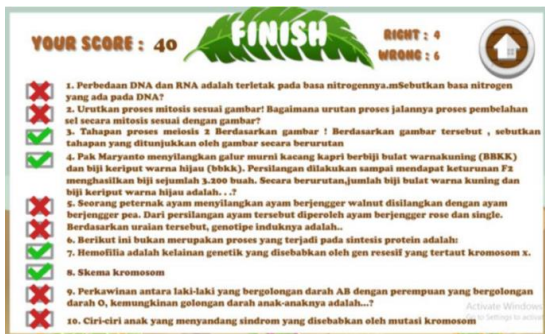 YOUR SCORE : 40
FINISH
RIGHT : 4
WRONG : 6
1. Perbedaan DNA dan RNA adalah terletak pada basa nitrogennya.mSebutkan basa nitrogen
yang ada pada DNA?
2. Urutkan proses mitosis sesuai gambar! Bagaimana urutan proses jalannya proses pembelahan
sel secara mitosis sesuai dengan gambar?
3. Tahapan proses meiosis 2 Berdasarkan gambar ! Berdasarkan gambar tersebut , sebutkan
tahapan yang ditunjukkan oleh gambar secara berurutan
4. Pak Maryanto menyilangkan galur murni kacang kapri berbiji bulat warnakuning (BBKK)
dan biji keriput warna hijau (bbkk). Persilangan dilakukan sampai mendapat keturunan F2
menghasilkan biji sejumlah 3.200 buah. Secara berurutan,jumlah biji bulat warna kuning dan
biji keriput warna hijau adalah. . .?
5. Seorang peternak ayam menyilangkan ayam berjengger walnut disilangkan dengan ayam
berjengger pea. Dari persilangan ayam tersebut diperoleh ayam berjengger rose dan single.
Berdasarkan uraian tersebut, genotipe induknya adalah..
6. Berikut ini bukan merupakan proses yang terjadi pada sintesis protein adalah:
7. Hemofilia adalah kelainan genetik yang disebabkan oleh gen resesif yang tertaut kromosom x.
8. Skema kromosom
9. Perkawinan antara laki-laki yang bergolongan darah AB dengan perempuan yang bergolongan
darah O, kemungkinan golongan darah anak-anaknya adalah...?
10. Ciri-ciri anak yang menyandang sindrom yang disebabkan oleh mutasi kromosom
Activate Windows
Go to Settings to activate